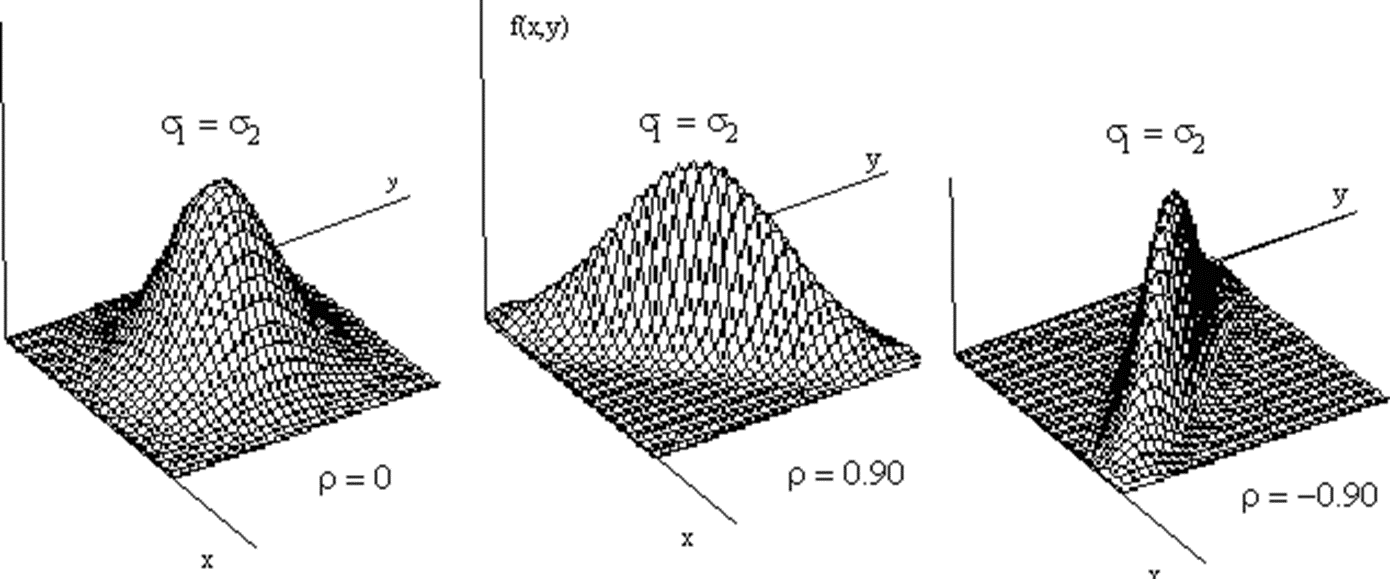 f(x,y)
σ₁ = σ₂
y
ρ = 0
x
σ₁ = σ₂
y
ρ = 0.90
x
σ₁ = σ₂
y
ρ = −0.90
x